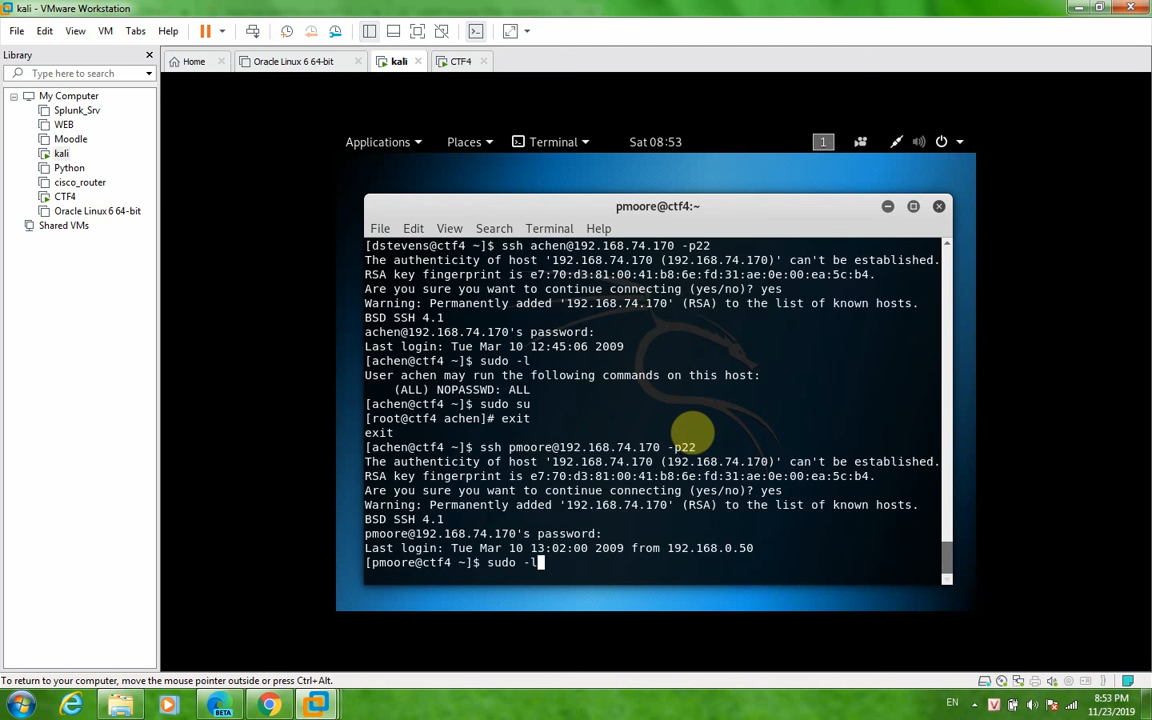 kali - VMware Workstation
File Edit View VM Tabs Help
Library
Type here to search
Home Oracle Linux 6 64-bit kali CTF4
My Computer
Splunk_Srv
WEB
Moodle
kali
Python
cisco_router
CTF4
Oracle Linux 6 64-bit
Shared VMs
Applications Places Terminal Sat 08:53 1
pmoore@ctf4:~
File Edit View Search Terminal Help
[dstevens@ctf4 ~]$ ssh achen@192.168.74.170 -p22
The authenticity of host '192.168.74.170 (192.168.74.170)' can't be established.
RSA key fingerprint is e7:70:d3:81:00:41:b8:6e:fd:31:ae:0e:00:ea:5c:b4.
Are you sure you want to continue connecting (yes/no)? yes
Warning: Permanently added '192.168.74.170' (RSA) to the list of known hosts.
BSD SSH 4.1
achen@192.168.74.170's password:
Last login: Tue Mar 10 12:45:06 2009
[achen@ctf4 ~]$ sudo -l
User achen may run the following commands on this host:
(ALL) NOPASSWD: ALL
[achen@ctf4 ~]$ sudo su
[root@ctf4 achen]# exit
exit
[achen@ctf4 ~]$ ssh pmoore@192.168.74.170 -p22
The authenticity of host '192.168.74.170 (192.168.74.170)' can't be established.
RSA key fingerprint is e7:70:d3:81:00:41:b8:6e:fd:31:ae:0e:00:ea:5c:b4.
Are you sure you want to continue connecting (yes/no)? yes
Warning: Permanently added '192.168.74.170' (RSA) to the list of known hosts.
BSD SSH 4.1
pmoore@192.168.74.170's password:
Last login: Tue Mar 10 13:02:00 2009 from 192.168.0.50
[pmoore@ctf4 ~]$ sudo -l
To return to your computer, move the mouse pointer outside or press Ctrl+Alt.
BETA
EN
V
8:53 PM
11/23/2019